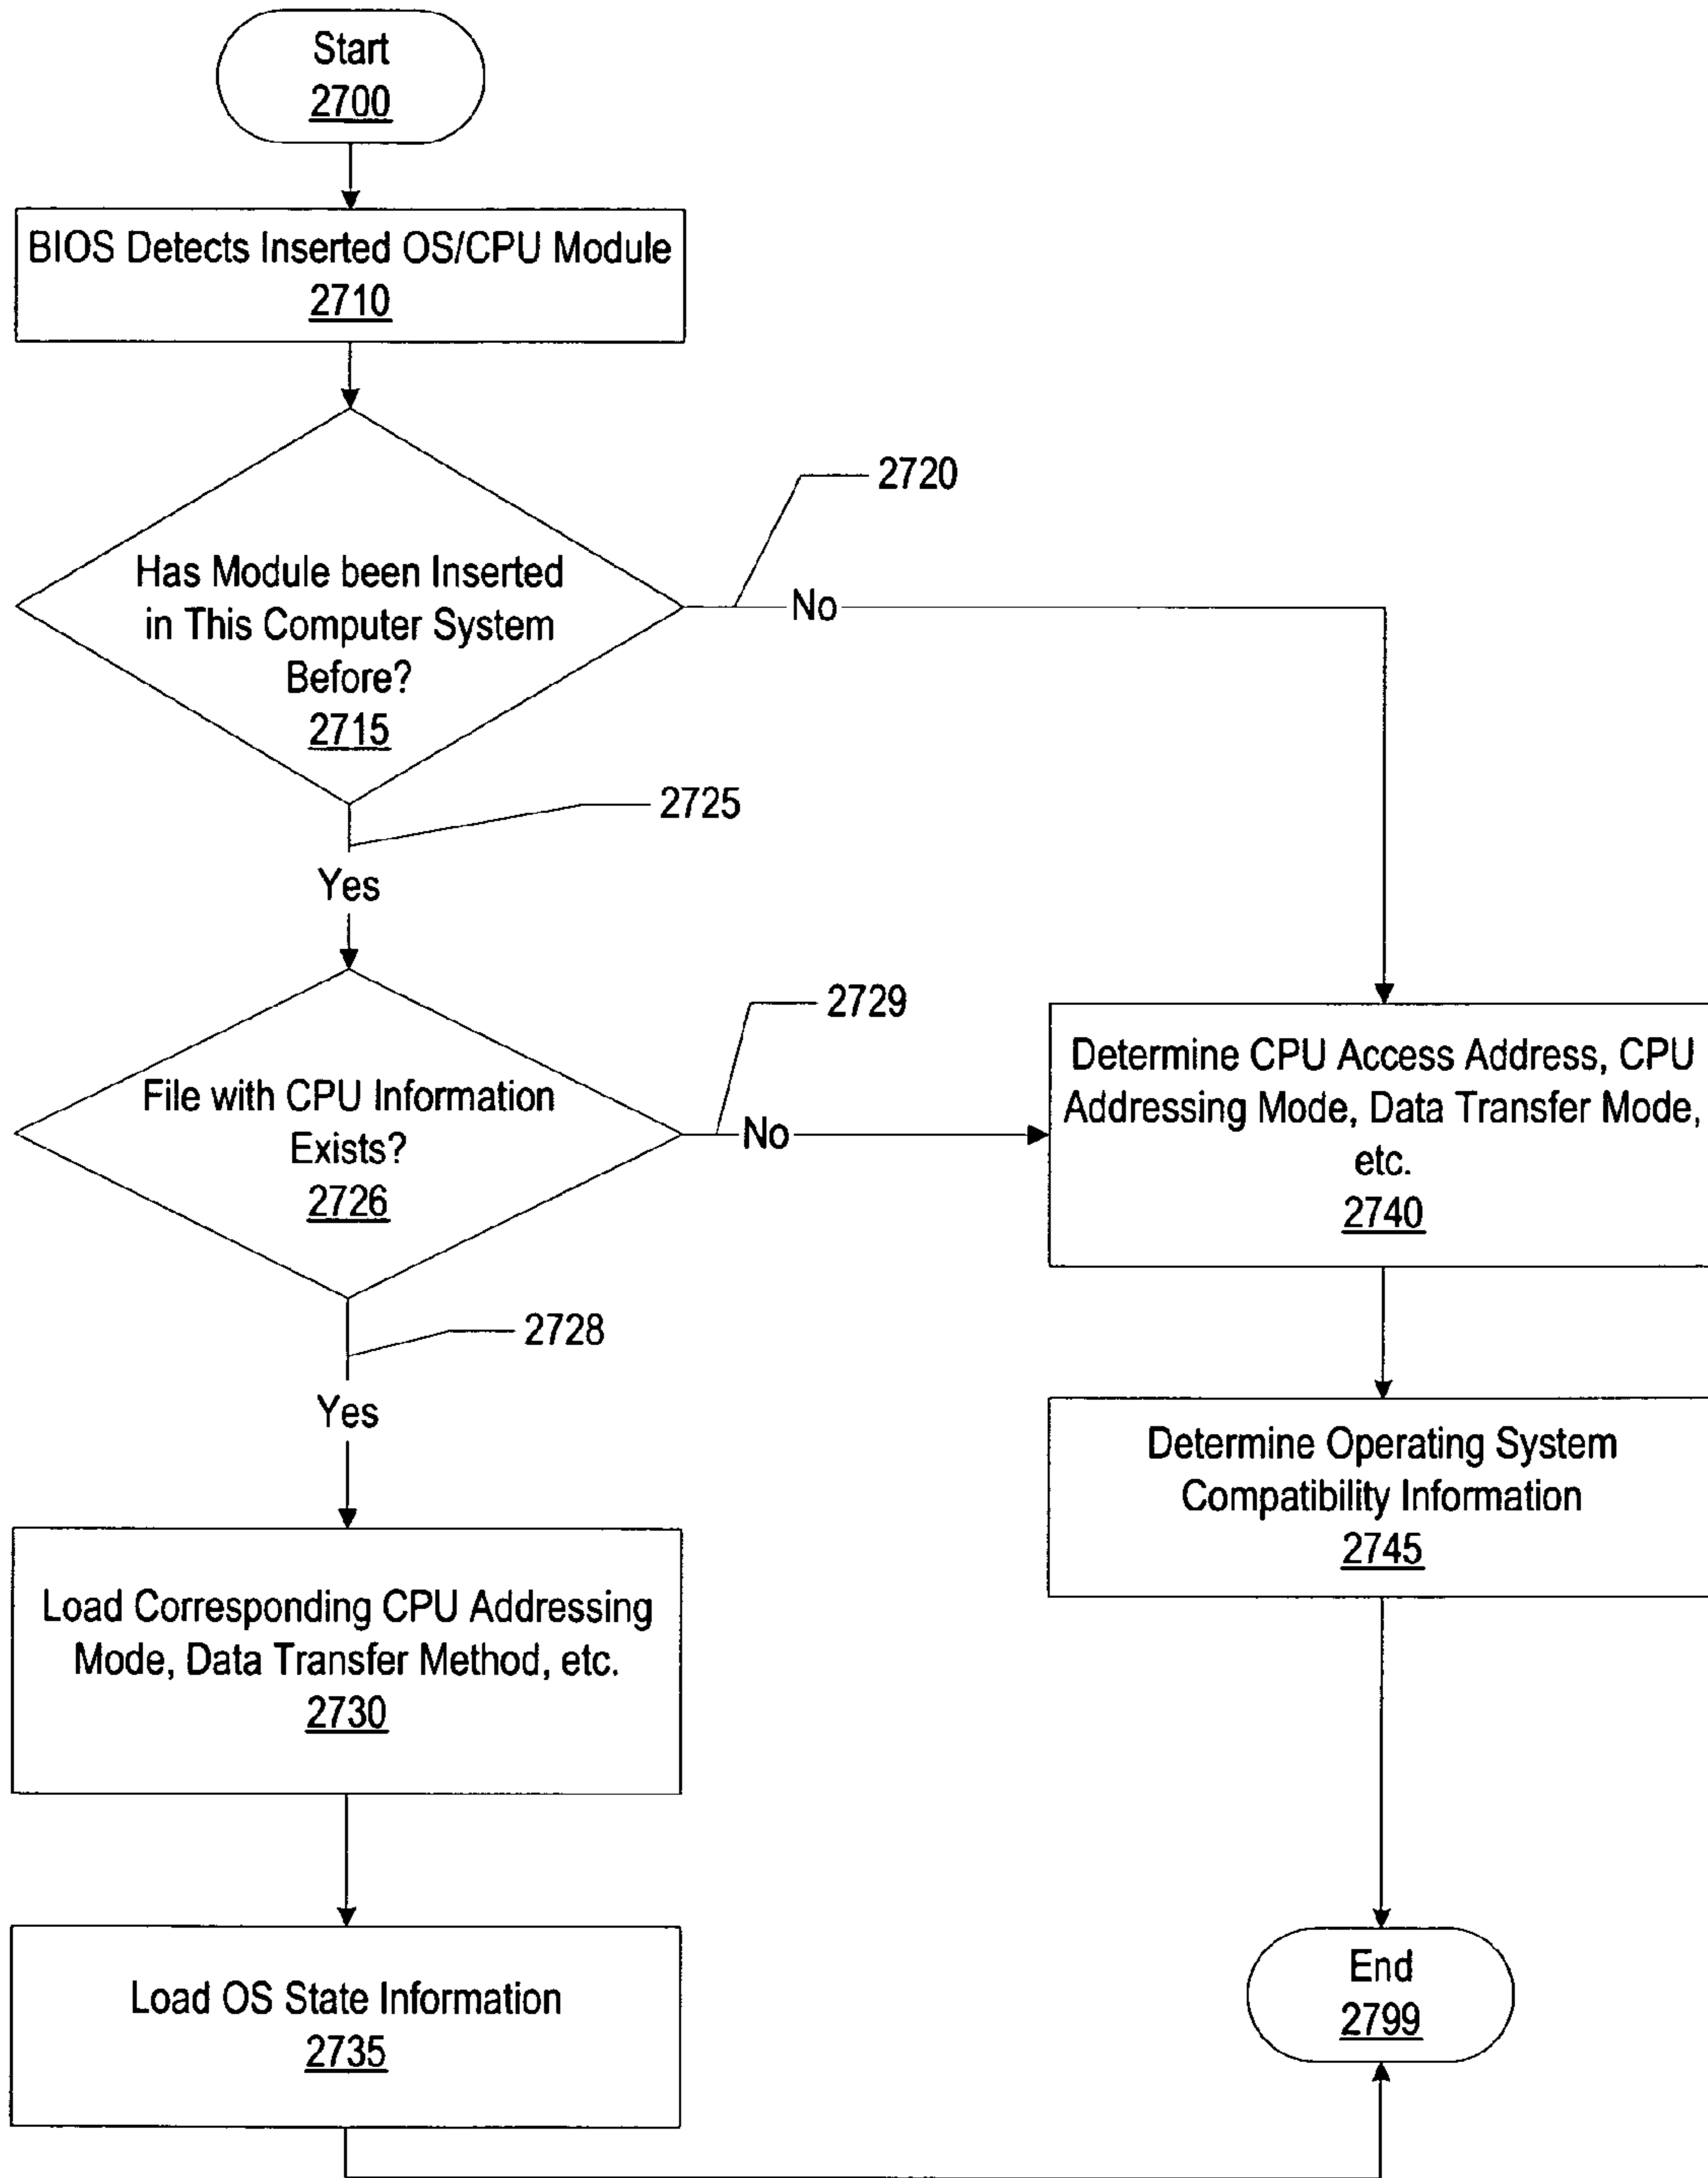 Start
2700
BIOS Detects Inserted OS/CPU Module
2710
2720
Has Module been Inserted
in This Computer System
Before?
2715
No
2725
Yes
2729
File with CPU Information
Exists?
2726
No
Determine CPU Access Address, CPU
Addressing Mode, Data Transfer Mode,
etc.
2740
2728
Yes
Determine Operating System
Compatibility Information
2745
Load Corresponding CPU Addressing
Mode, Data Transfer Method, etc.
2730
Load OS State Information
2735
End
2799